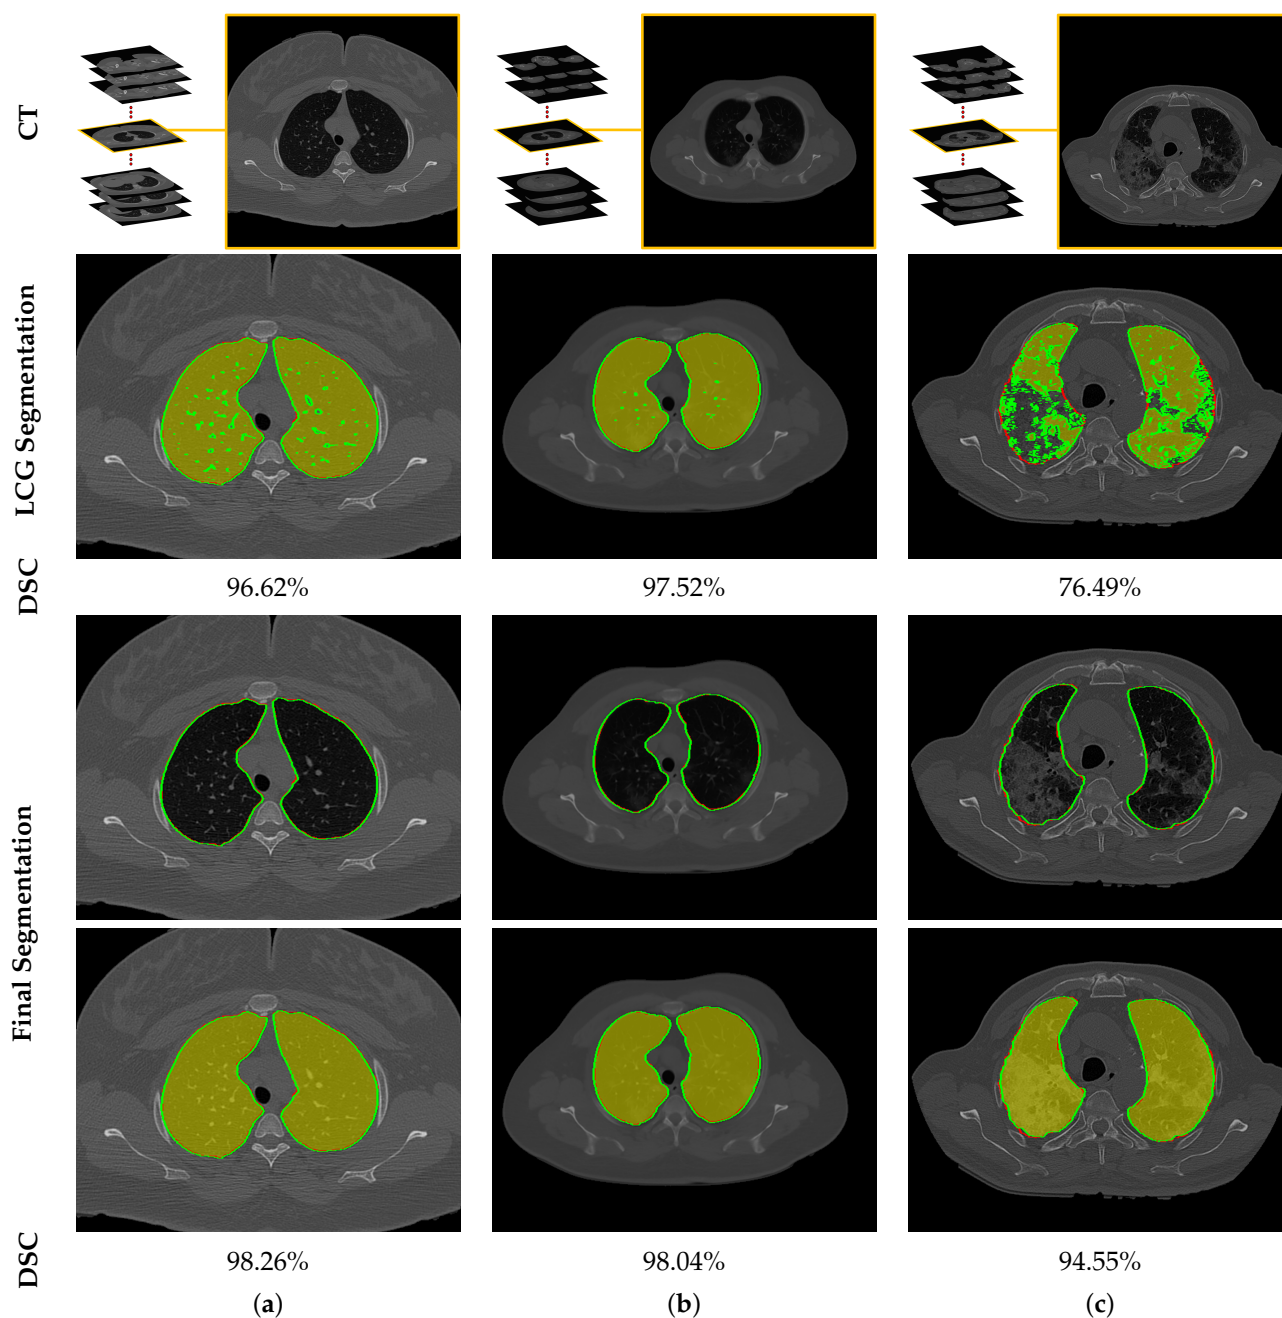 CT
LCG Segmentation
DSC
96.62%
97.52%
76.49%
Final Segmentation
DSC
98.26%
98.04%
94.55%
(a)
(b)
(c)